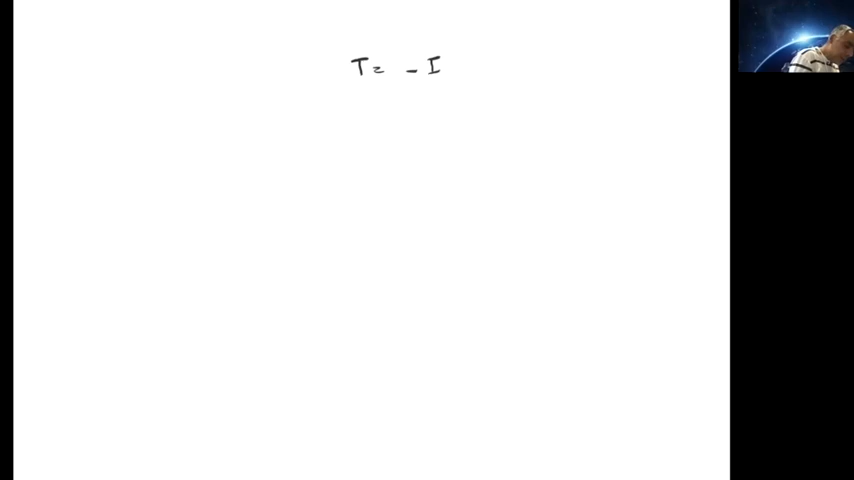 T = - I